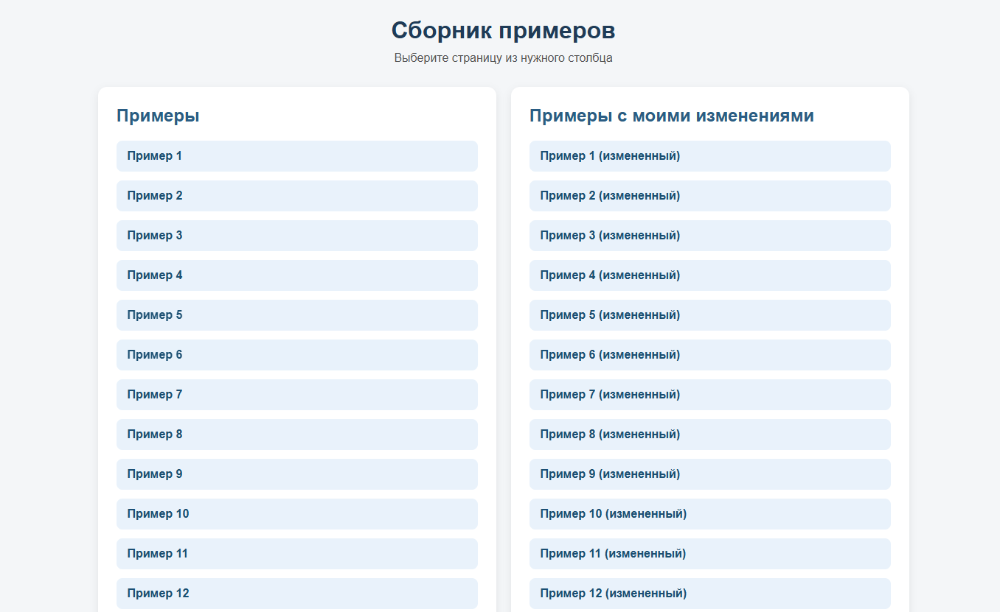 Сборник примеров
Выберите страницу из нужного столбца
Примеры
Пример 1
Пример 2
Пример 3
Пример 4
Пример 5
Пример 6
Пример 7
Пример 8
Пример 9
Пример 10
Пример 11
Пример 12
Примеры с моими изменениями
Пример 1 (измененный)
Пример 2 (измененный)
Пример 3 (измененный)
Пример 4 (измененный)
Пример 5 (измененный)
Пример 6 (измененный)
Пример 7 (измененный)
Пример 8 (измененный)
Пример 9 (измененный)
Пример 10 (измененный)
Пример 11 (измененный)
Пример 12 (измененный)